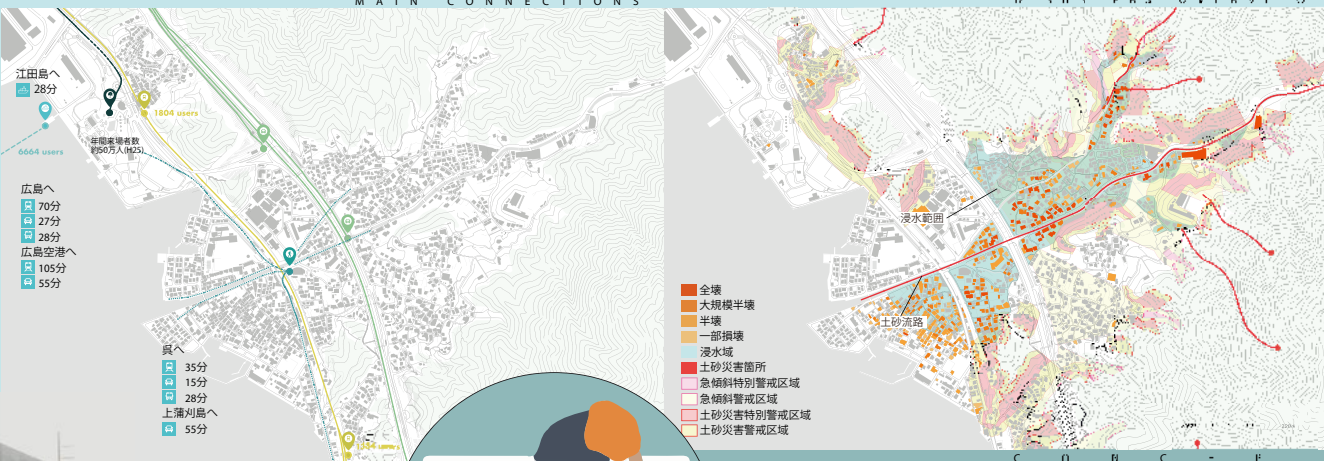 MAIN CONNECTIONS
江田島へ
28分
6664 users
1804 users
年間来場者数
約50万人(H25)
広島へ
70分
27分
28分
広島空港へ
105分
55分
呉へ
35分
15分
28分
上蒲刈島へ
55分
users
浸水範囲
土砂流路
全壊
大規模半壊
半壊
一部損壊
浸水域
土砂災害箇所
急傾斜特別警戒区域
急傾斜警戒区域
土砂災害特別警戒区域
土砂災害警戒区域